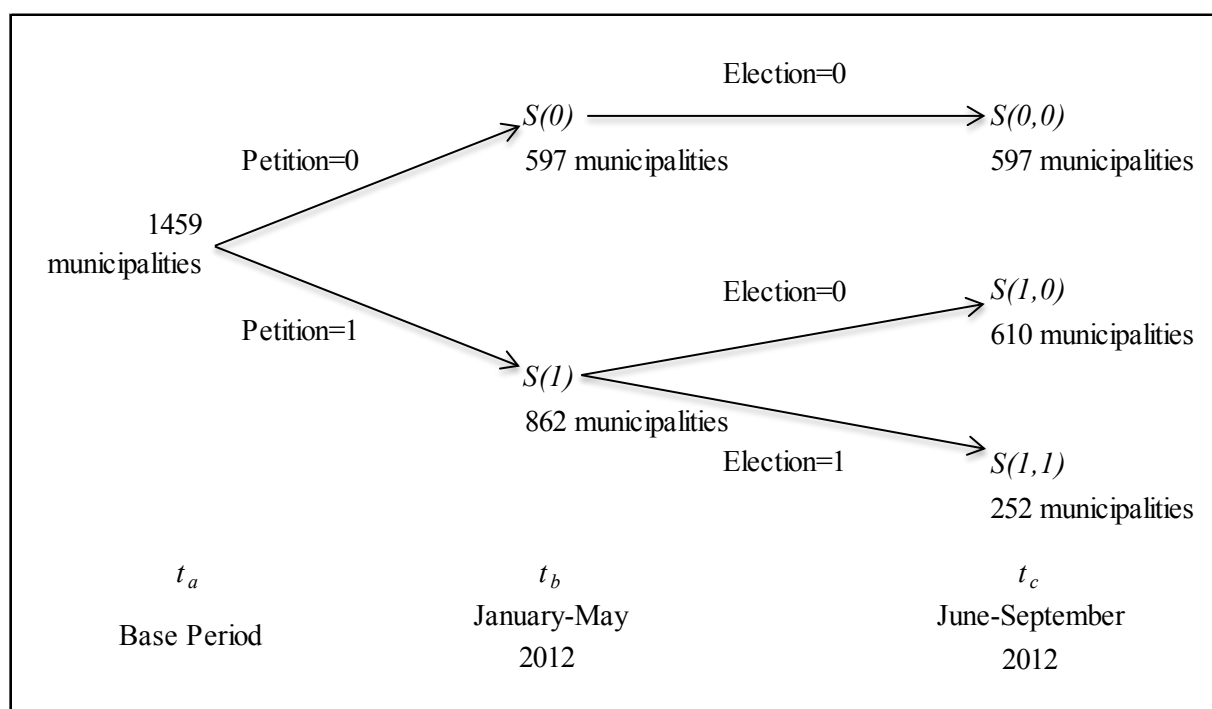 Election=0
S(0)
S(0,0)
Petition=0
597 municipalities
597 municipalities
1459
municipalities
Election=0
S(1,0)
Petition=1
610 municipalities
S(1)
862 municipalities
Election=1
S(1,1)
252 municipalities
t a
t b
t c
Base Period
January-May
2012
June-September
2012